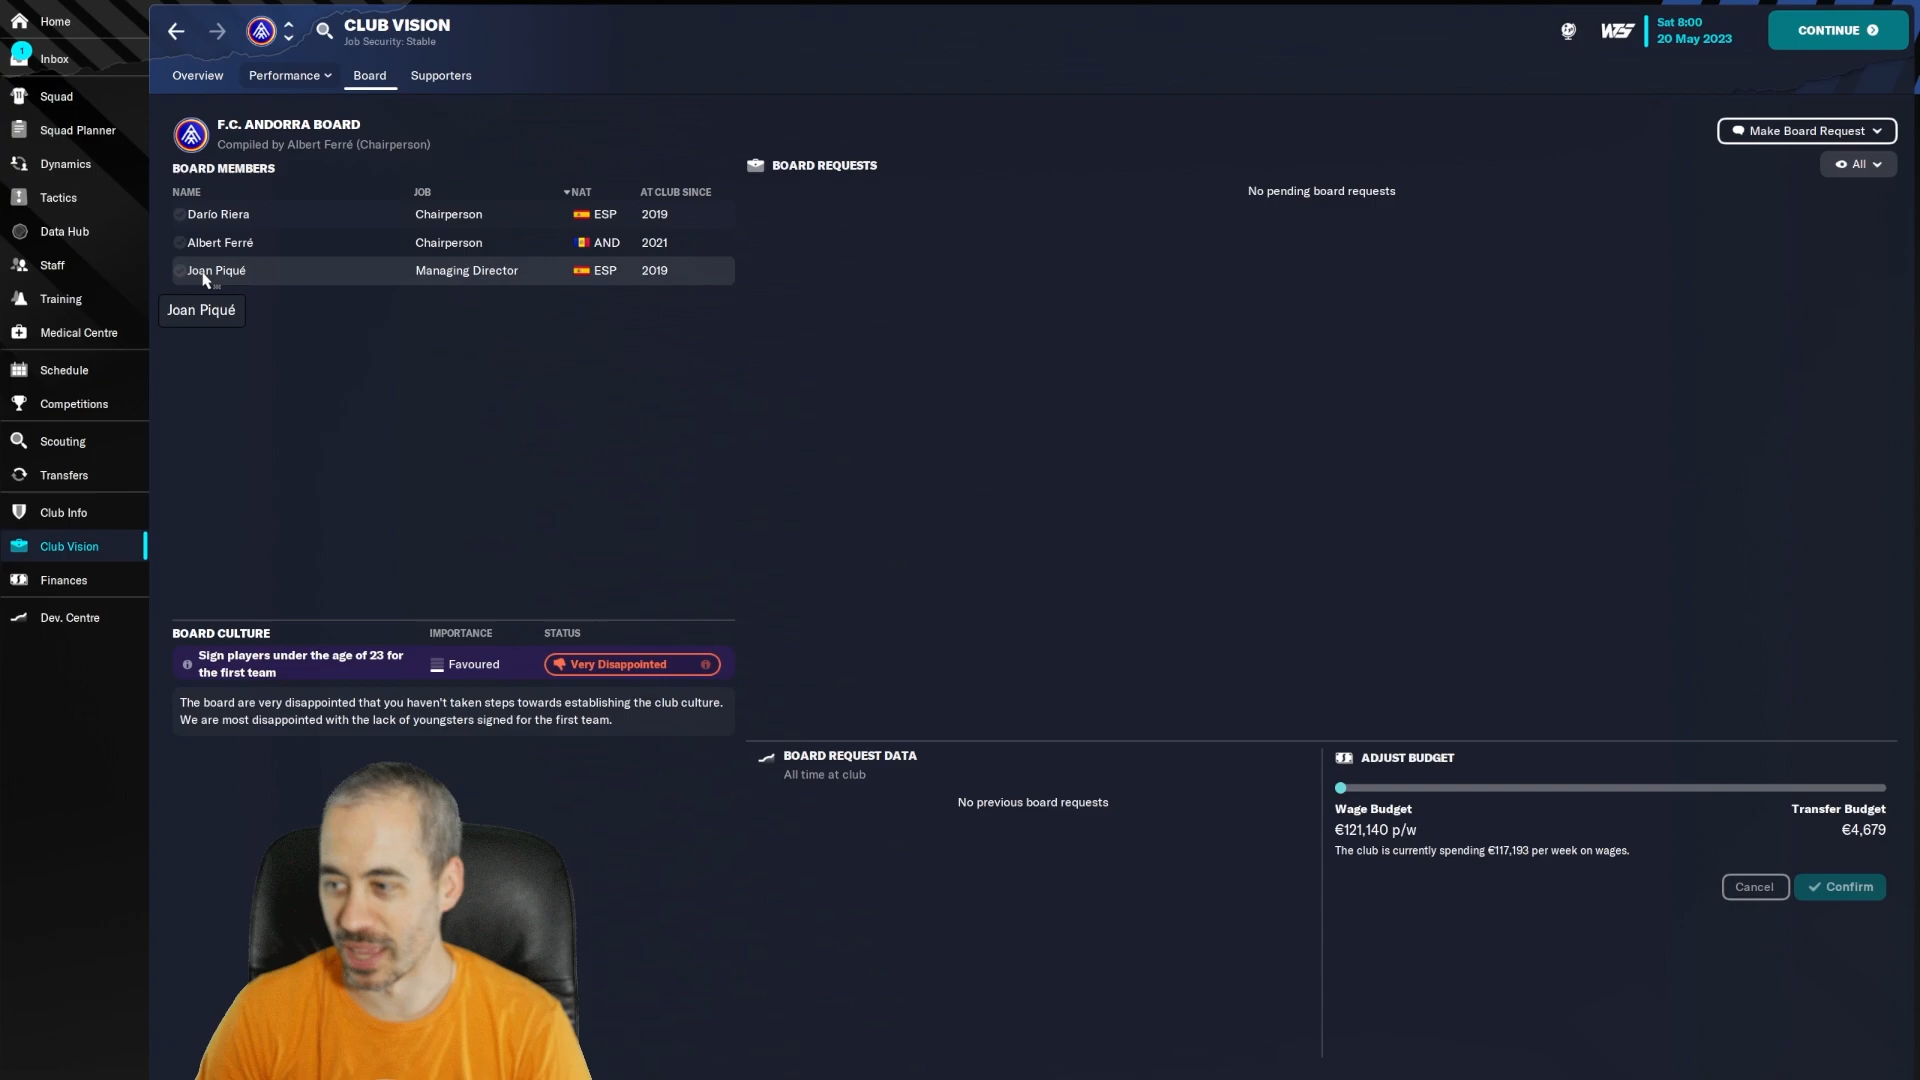 Home
1
Inbox
Squad
Squad Planner
Dynamics
Tactics
Data Hub
Staff
Training
Medical Centre
Schedule
Competitions
Scouting
Transfers
Club Info
Club Vision
Finances
Dev. Centre
CLUB VISION
Job Security: Stable
Sat 8:00
20 May 2023
CONTINUE
Overview
Performance
Board
Supporters
F.C. ANDORRA BOARD
Compiled by Albert Ferré (Chairperson)
Make Board Request
All
BOARD MEMBERS
NAME JOB NAT AT CLUB SINCE
Darío Riera Chairperson ESP 2019
Albert Ferré Chairperson AND 2021
Joan Piqué Managing Director ESP 2019
Joan Piqué
BOARD REQUESTS
No pending board requests
BOARD CULTURE IMPORTANCE STATUS
Sign players under the age of 23 for
the first team
Favoured
Very Disappointed
The board are very disappointed that you haven't taken steps towards establishing the club culture.
We are most disappointed with the lack of youngsters signed for the first team.
BOARD REQUEST DATA
All time at club
No previous board requests
ADJUST BUDGET
Wage Budget Transfer Budget
€121,140 p/w €4,679
The club is currently spending €117,193 per week on wages.
Cancel
Confirm